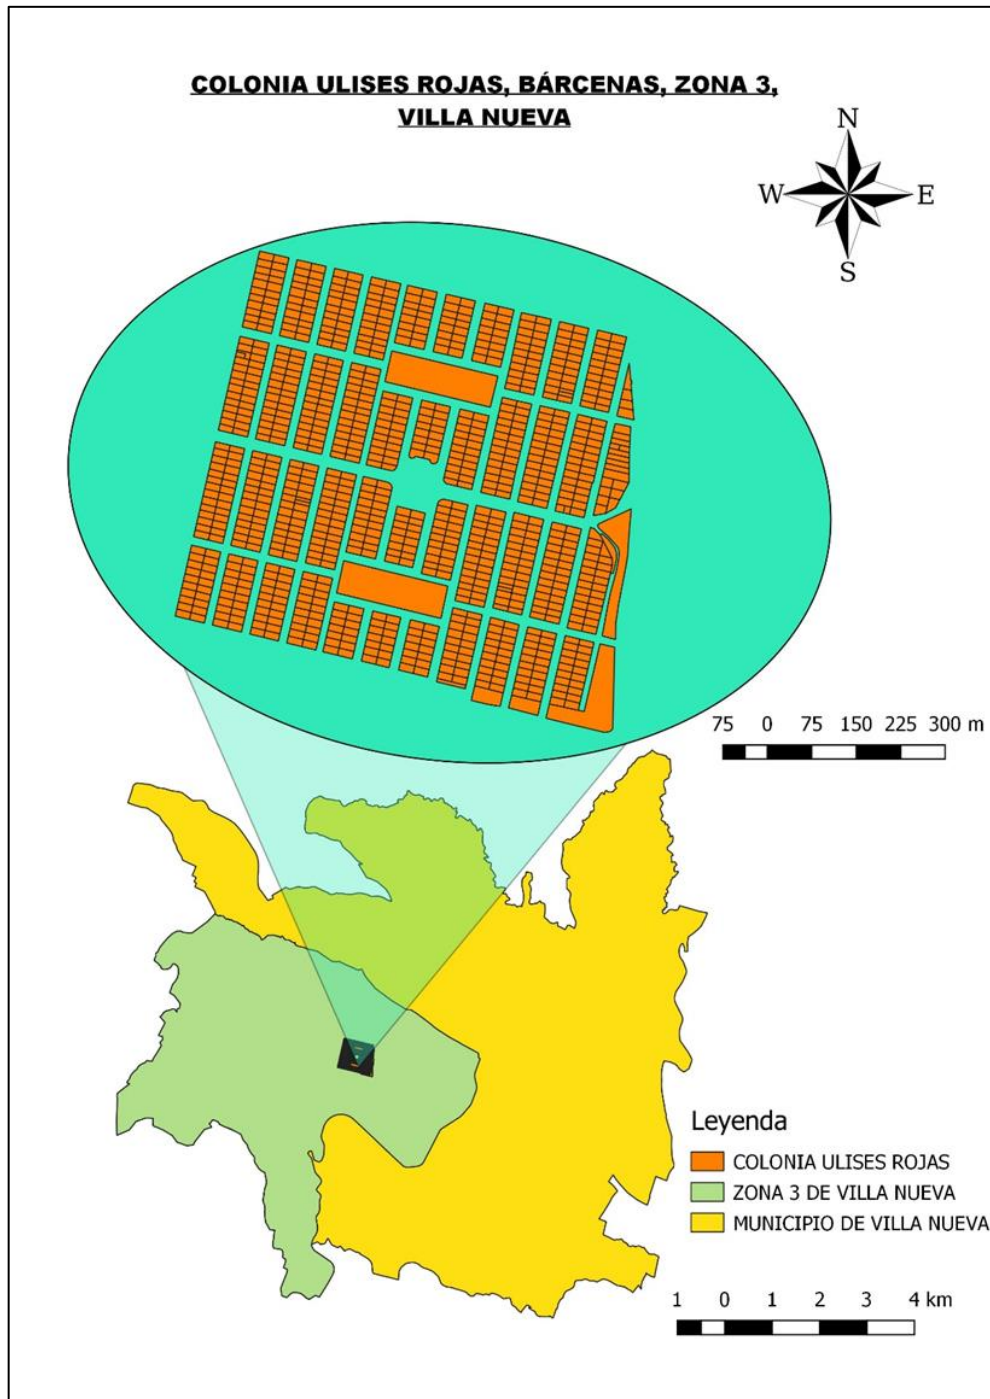 COLONIA ULISES ROJAS, BÁRCENAS, ZONA 3,
VILLA NUEVA
N
W E
S
75 0 75 150 225 300 m
Leyenda
COLONIA ULISES ROJAS
ZONA 3 DE VILLA NUEVA
MUNICIPIO DE VILLA NUEVA
1 0 1 2 3 4 km